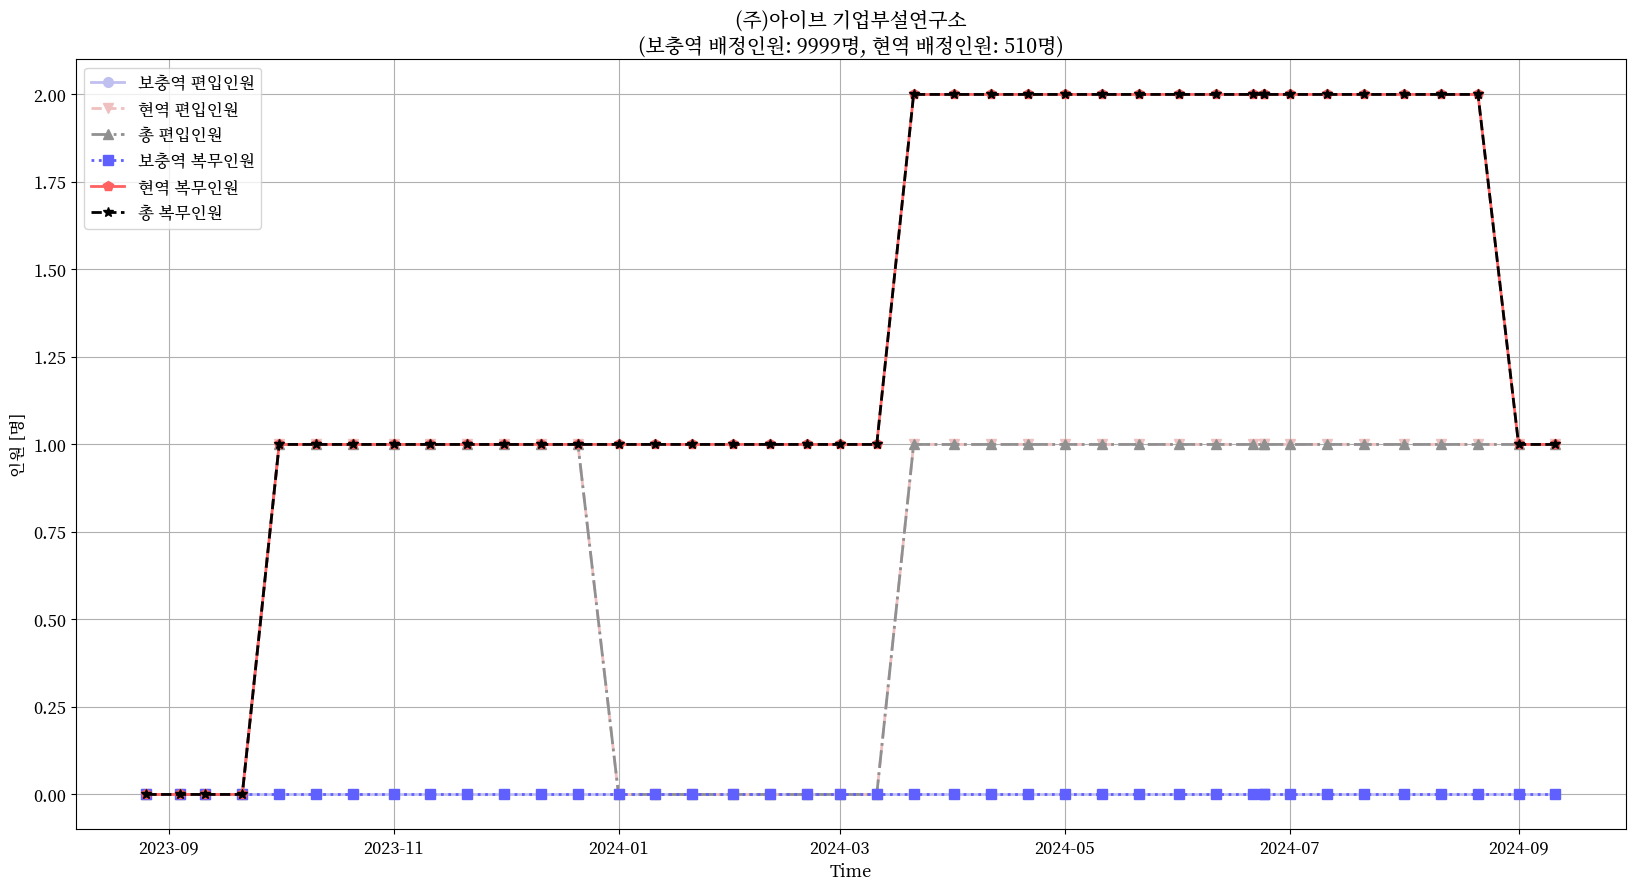 (주)아이브 기업부설연구소
(보충역 배정인원: 9999명, 현역 배정인원: 510명)
보충역 편입인원
현역 편입인원
총 편입인원
보충역 복무인원
현역 복무인원
총 복무인원
2.00
1.75
1.50
1.25
1.00
0.75
0.50
0.25
0.00
인원 [명]
2023-09
2023-11
2024-01
2024-03
2024-05
2024-07
2024-09
Time